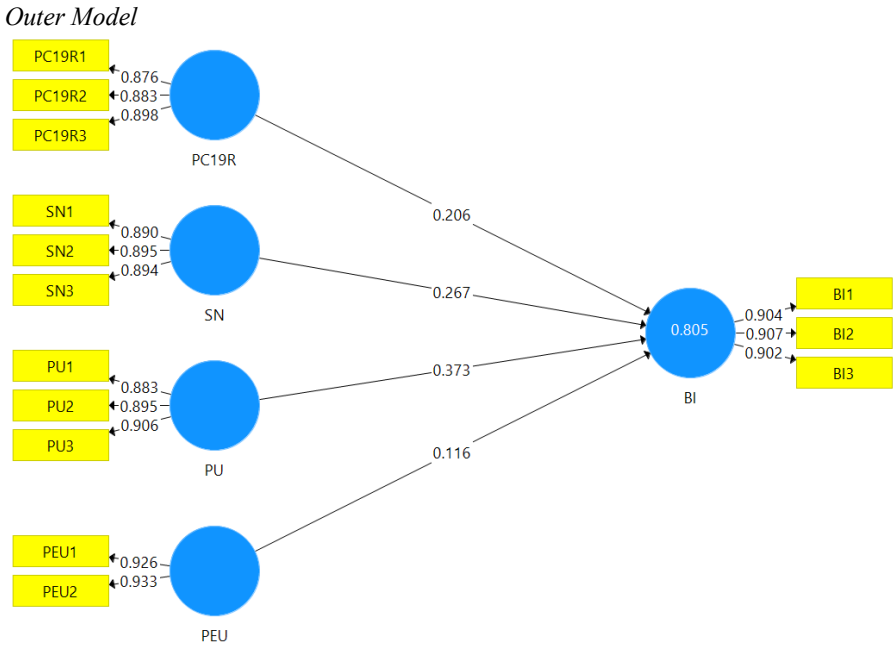 Outer Model
PC19R1
0.876
PC19R2
0.883
PC19R3
0.898
PC19R
0.206
SN1
0.890
SN2
0.895
SN3
0.894
SN
0.267
PU1
0.883
PU2
0.895
PU3
0.906
PU
0.373
PEU1
0.926
PEU2
0.933
PEU
0.116
0.805
BI
0.904
BI1
0.907
BI2
0.902
BI3